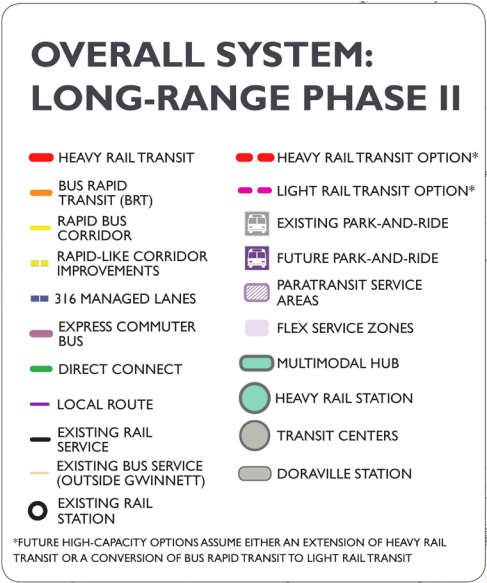 OVERALL SYSTEM:
LONG-RANGE PHASE II
HEAVY RAIL TRANSIT
BUS RAPID
TRANSIT (BRT)
RAPID BUS
CORRIDOR
RAPID-LIKE CORRIDOR
IMPROVEMENTS
316 MANAGED LANES
EXPRESS COMMUTER
BUS
DIRECT CONNECT
LOCAL ROUTE
EXISTING RAIL
SERVICE
EXISTING BUS SERVICE
(OUTSIDE GWINNETT)
EXISTING RAIL
STATION
HEAVY RAIL TRANSIT OPTION*
LIGHT RAIL TRANSIT OPTION*
EXISTING PARK-AND-RIDE
FUTURE PARK-AND-RIDE
PARATRANSIT SERVICE
AREAS
FLEX SERVICE ZONES
MULTIMODAL HUB
HEAVY RAIL STATION
TRANSIT CENTERS
DORAVILLE STATION
*FUTURE HIGH-CAPACITY OPTIONS ASSUME EITHER AN EXTENSION OF HEAVY RAIL
TRANSIT OR A CONVERSION OF BUS RAPID TRANSIT TO LIGHT RAIL TRANSIT